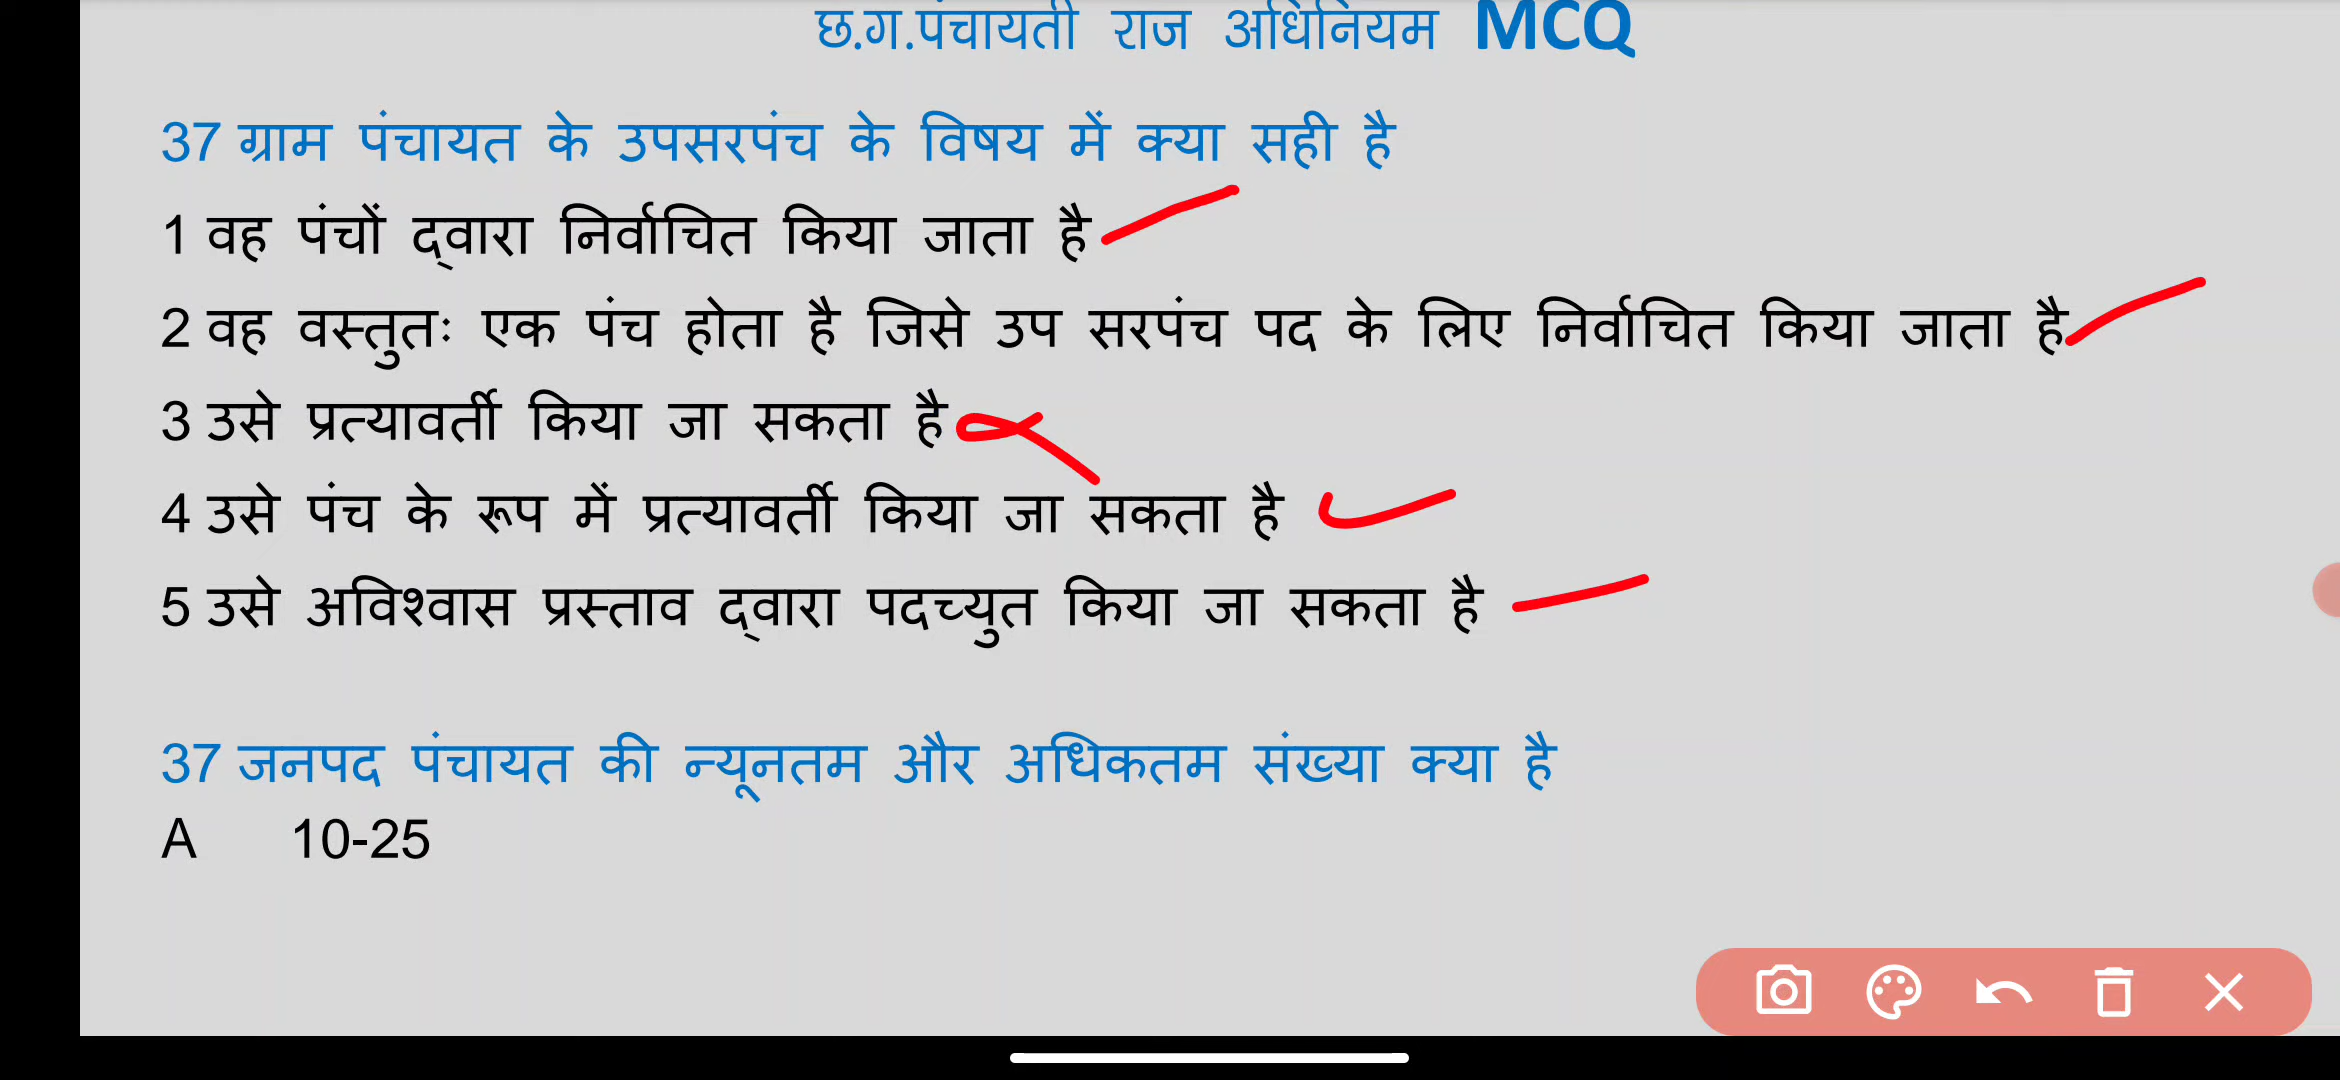 छ.ग.पंचायती राज अधिनियम MCQ
37 ग्राम पंचायत के उपसरपंच के विषय में क्या सही है
1 वह पंचों द्वारा निर्वाचित किया जाता है
2 वह वस्तुतः एक पंच होता है जिसे उप सरपंच पद के लिए निर्वाचित किया जाता है
3 उसे प्रत्यावर्ती किया जा सकता है
4 उसे पंच के रूप में प्रत्यावर्ती किया जा सकता है
5 उसे अविश्वास प्रस्ताव द्वारा पदच्युत किया जा सकता है
37 जनपद पंचायत की न्यूनतम और अधिकतम संख्या क्या है
A 10-25